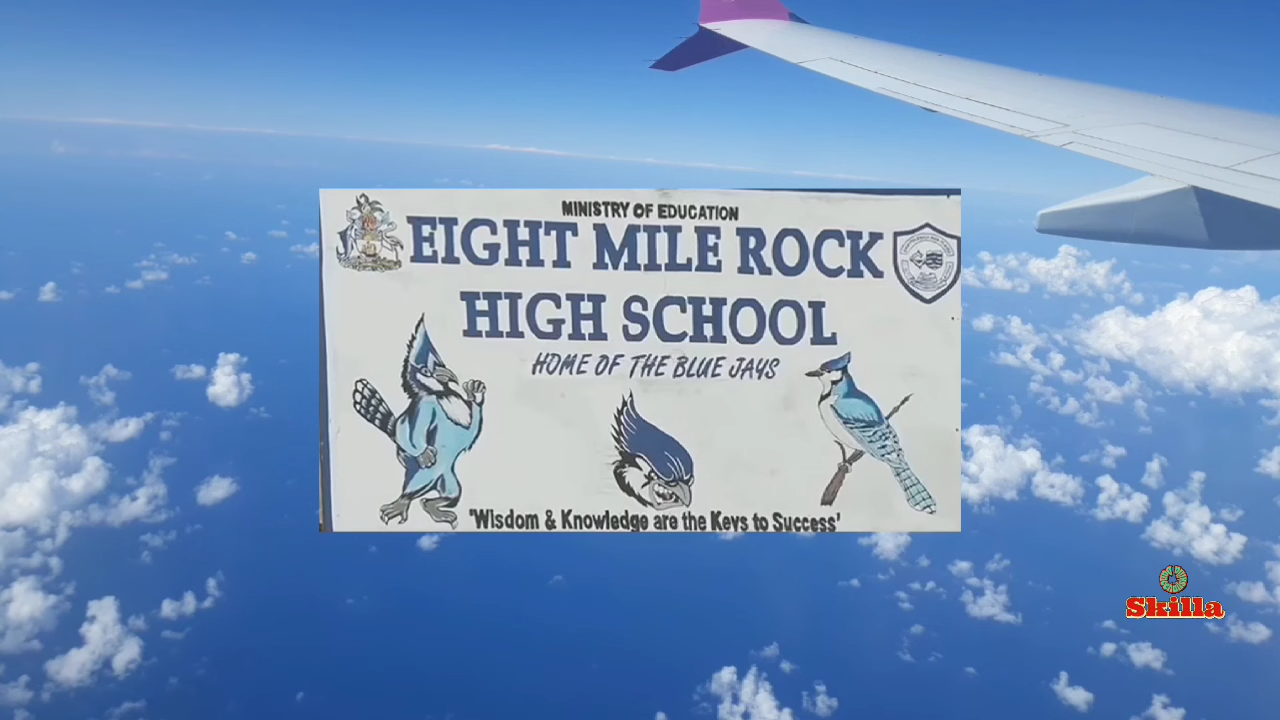 MINISTRY OF EDUCATION
EIGHT MILE ROCK
HIGH SCHOOL
HOME OF THE BLUE JAYS
'Wisdom & Knowledge are the Keys to Success'
Skilla